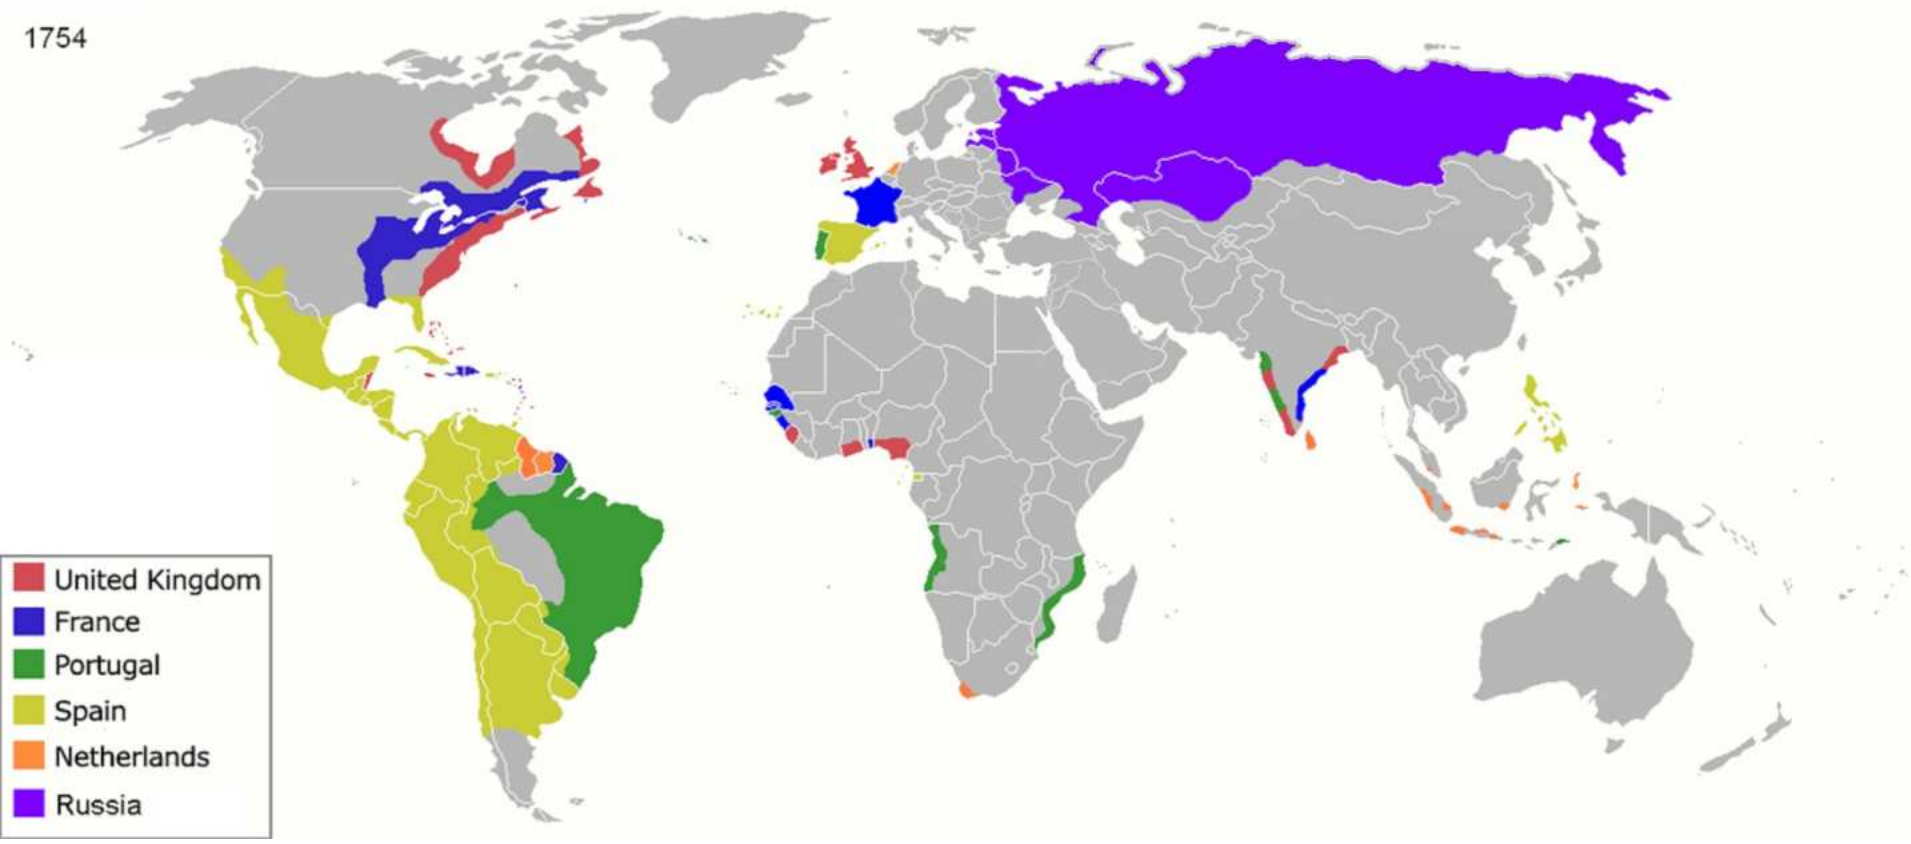 1754
United Kingdom
France
Portugal
Spain
Netherlands
Russia